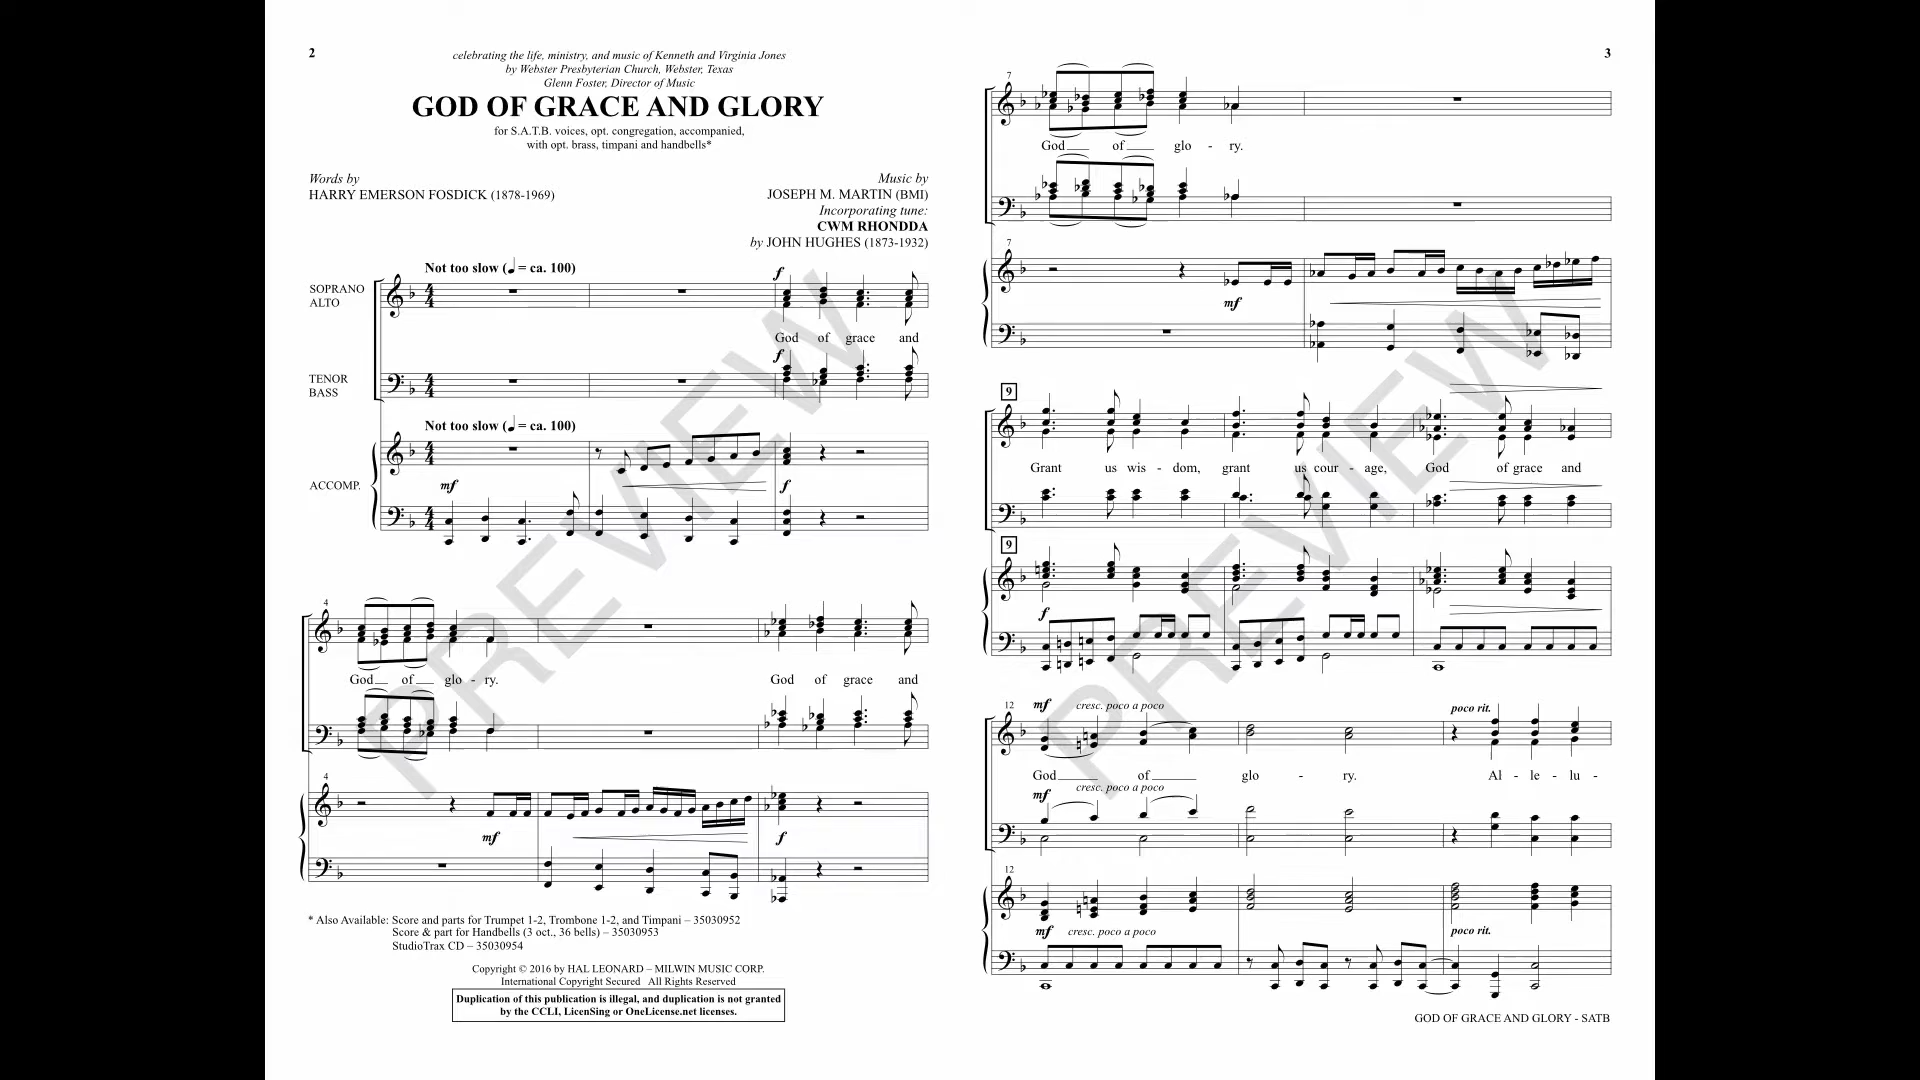 2
celebrating the life, ministry, and music of Kenneth and Virginia Jones
by Webster Presbyterian Church, Webster, Texas
Glenn Foster, Director of Music
GOD OF GRACE AND GLORY
for S.A.T.B. voices, opt. congregation, accompanied,
with opt. brass, timpani and handbells*
Words by
HARRY EMERSON FOSDICK (1878-1969)
Music by
JOSEPH M. MARTIN (BMI)
Incorporating tune:
CWM RHONDDA
by JOHN HUGHES (1873-1932)
Not too slow (♩ = ca. 100)
f
SOPRANO
ALTO
God of grace and
f
TENOR
BASS
Not too slow (♩ = ca. 100)
ACCOMP.
mf f
4
God of glo - ry. God of grace and
4
mf f
* Also Available: Score and parts for Trumpet 1-2, Trombone 1-2, and Timpani – 35030952
Score & part for Handbells (3 oct., 36 bells) – 35030953
StudioTrax CD – 35030954
Copyright © 2016 by HAL LEONARD – MILWIN MUSIC CORP.
International Copyright Secured All Rights Reserved
Duplication of this publication is illegal, and duplication is not granted
by the CCLI, LicenSing or OneLicense.net licenses.
PREVIEW
3
7
God of glo - ry.
7
mf
9
Grant us wis - dom, grant us cour - age, God of grace and
9
f
12 mf cresc. poco a poco poco rit.
God of glo - ry. Al - le - lu -
mf cresc. poco a poco
12
mf cresc. poco a poco poco rit.
GOD OF GRACE AND GLORY - SATB
PREVIEW